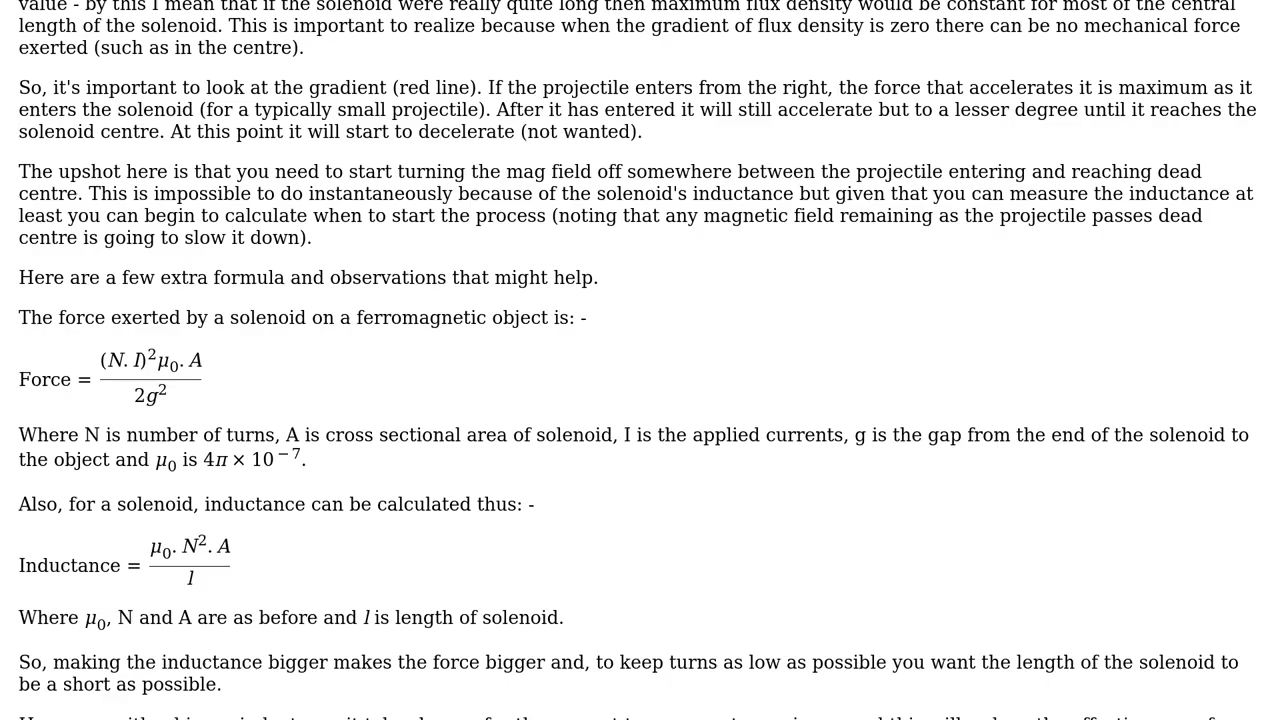 value - by this I mean that if the solenoid were really quite long then maximum flux density would be constant for most of the central
length of the solenoid. This is important to realize because when the gradient of flux density is zero there can be no mechanical force
exerted (such as in the centre).
So, it's important to look at the gradient (red line). If the projectile enters from the right, the force that accelerates it is maximum as it
enters the solenoid (for a typically small projectile). After it has entered it will still accelerate but to a lesser degree until it reaches the
solenoid centre. At this point it will start to decelerate (not wanted).
The upshot here is that you need to start turning the mag field off somewhere between the projectile entering and reaching dead
centre. This is impossible to do instantaneously because of the solenoid's inductance but given that you can measure the inductance at
least you can begin to calculate when to start the process (noting that any magnetic field remaining as the projectile passes dead
centre is going to slow it down).
Here are a few extra formula and observations that might help.
The force exerted by a solenoid on a ferromagnetic object is: -
Force = (N. I)²μ₀. A / 2g²
Where N is number of turns, A is cross sectional area of solenoid, I is the applied currents, g is the gap from the end of the solenoid to
the object and μ₀ is 4π × 10⁻⁷.
Also, for a solenoid, inductance can be calculated thus: -
Inductance = μ₀. N². A / l
Where μ₀, N and A are as before and l is length of solenoid.
So, making the inductance bigger makes the force bigger and, to keep turns as low as possible you want the length of the solenoid to
be a short as possible.